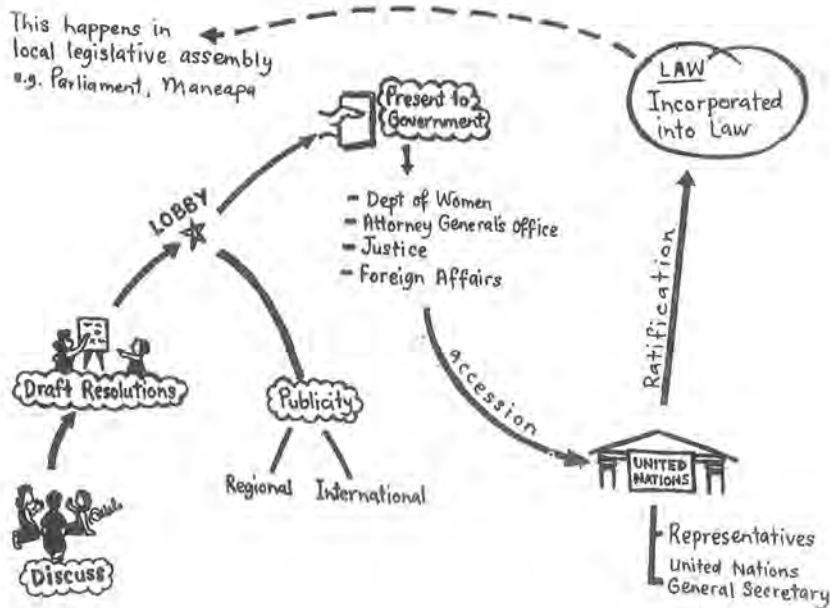 This happens in
local legislative assembly
e.g. Parliament, Maneapa
LAW
Incorporated
into Law
Present to
Government
LOBBY
- Dept of Women
- Attorney General's Office
- Justice
- Foreign Affairs
Ratification
accession
Draft Resolutions
Publicity
Regional
International
UNITED
NATIONS
Representatives
United Nations
General Secretary
Discuss